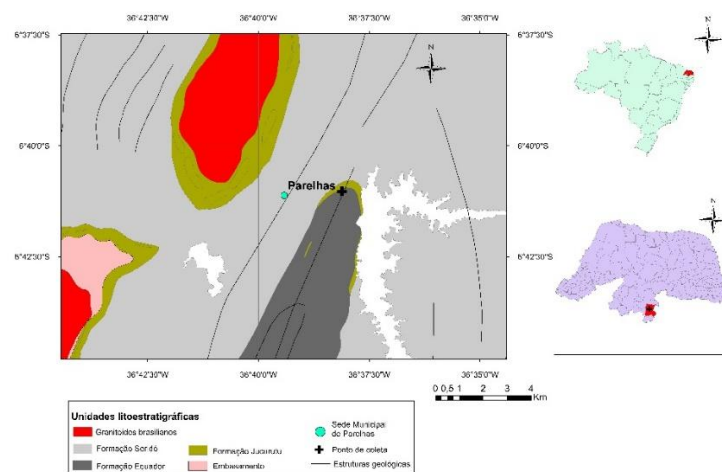 36°42'30"W 36°40'0"W 36°37'30"W 36°35'0"W
6°37'30"S 6°37'30"S
N
N
6°40'0"S 6°40'0"S
Parelhas
N
6°42'30"S 6°42'30"S
36°42'30"W 36°40'0"W 36°37'30"W 36°35'0"W
0 0,5 1 2 3 4
Km
Unidades litoestratigráficas
Granitoides brasilianos
Formação Seridó
Formação Equador
Formação Jucurutu
Embasamento
Sede Municipal
de Parelhas
Ponto de coleta
Estruturas geológicas